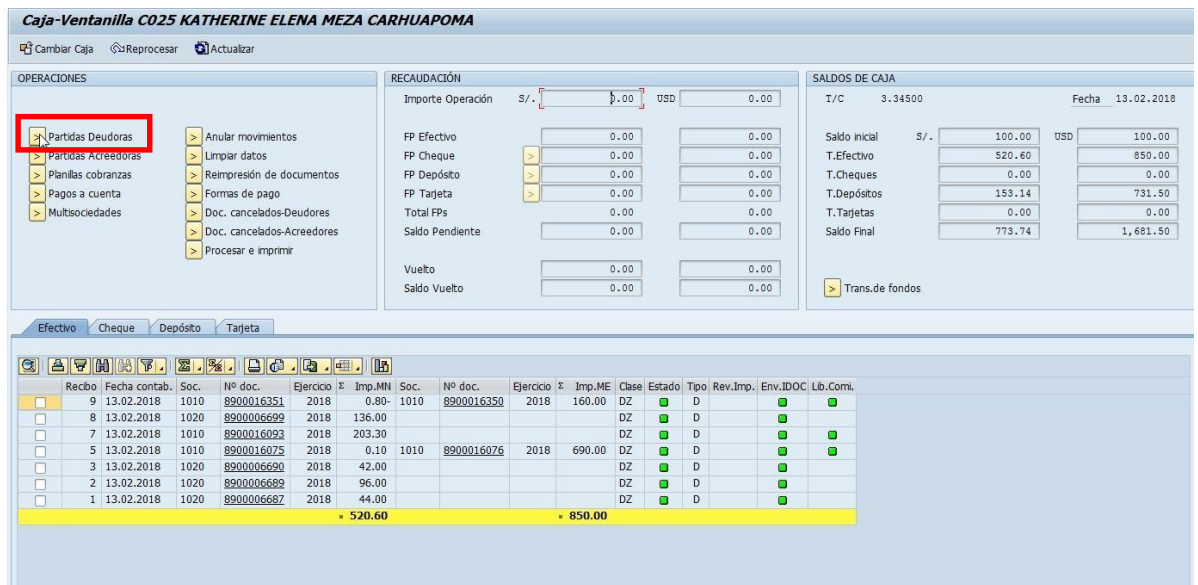 Caja-Ventanilla C025 KATHERINE ELENA MEZA CARHUAPOMA
Cambiar Caja Reprocesar Actualizar
OPERACIONES
> Partidas Deudoras
> Partidas Acreedoras
> Planillas cobranzas
> Pagos a cuenta
> Multisociedades
> Anular movimientos
> Limpiar datos
> Reimpresión de documentos
> Formas de pago
> Doc. cancelados-Deudores
> Doc. cancelados-Acreedores
> Procesar e imprimir
RECAUDACIÓN
Importe Operación S/. 0.00 USD 0.00
FP Efectivo 0.00 0.00
FP Cheque > 0.00 0.00
FP Depósito > 0.00 0.00
FP Tarjeta > 0.00 0.00
Total FPs 0.00 0.00
Saldo Pendiente 0.00 0.00
Vuelto 0.00 0.00
Saldo Vuelto 0.00 0.00
SALDOS DE CAJA
T/C 3.34500 Fecha 13.02.2018
Saldo inicial S/. 100.00 USD 100.00
T.Efectivo 520.60 850.00
T.Cheques 0.00 0.00
T.Depósitos 153.14 731.50
T.Tarjetas 0.00 0.00
Saldo Final 773.74 1,681.50
> Trans.de fondos
Efectivo Cheque Depósito Tarjeta
Recibo Fecha contab. Soc. Nº doc. Ejercicio Σ Imp.MN Soc. Nº doc. Ejercicio Σ Imp.ME Clase Estado Tipo Rev.Imp. Env.IDOC Lib.Comi.
9 13.02.2018 1010 8900016351 2018 0.80- 1010 8900016350 2018 160.00 DZ D
8 13.02.2018 1020 8900006699 2018 136.00 DZ D
7 13.02.2018 1010 8900016093 2018 203.30 DZ D
5 13.02.2018 1010 8900016075 2018 0.10 1010 8900016076 2018 690.00 DZ D
3 13.02.2018 1020 8900006690 2018 42.00 DZ D
2 13.02.2018 1020 8900006689 2018 96.00 DZ D
1 13.02.2018 1020 8900006687 2018 44.00 DZ D
520.60 850.00